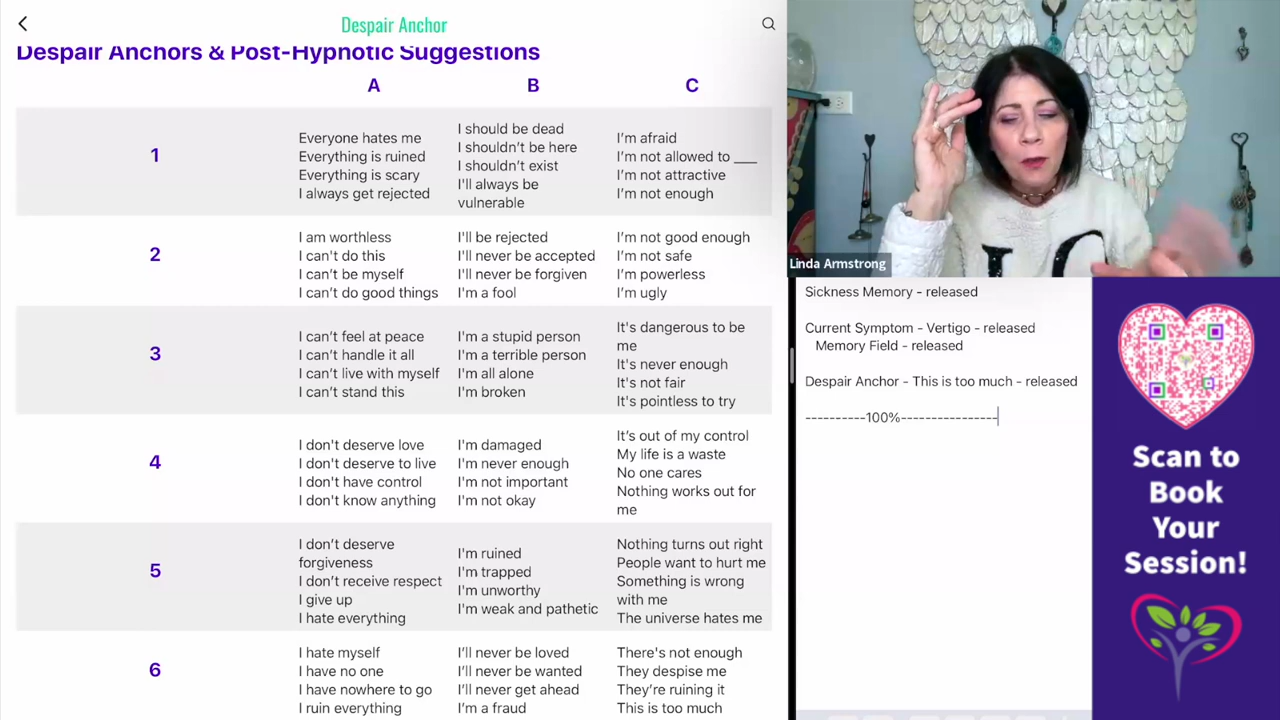 Despair Anchor
Despair Anchors & Post-Hypnotic Suggestions
A B C
1
Everyone hates me
Everything is ruined
Everything is scary
I always get rejected
I should be dead
I shouldn't be here
I shouldn't exist
I'll always be
vulnerable
I'm afraid
I'm not allowed to ___
I'm not attractive
I'm not enough
2
I am worthless
I can't do this
I can't be myself
I can't do good things
I'll be rejected
I'll never be accepted
I'll never be forgiven
I'm a fool
I'm not good enough
I'm not safe
I'm powerless
I'm ugly
3
I can't feel at peace
I can't handle it all
I can't live with myself
I can't stand this
I'm a stupid person
I'm a terrible person
I'm all alone
I'm broken
It's dangerous to be
me
It's never enough
It's not fair
It's pointless to try
4
I don't deserve love
I don't deserve to live
I don't have control
I don't know anything
I'm damaged
I'm never enough
I'm not important
I'm not okay
It's out of my control
My life is a waste
No one cares
Nothing works out for
me
5
I don't deserve
forgiveness
I don't receive respect
I give up
I hate everything
I'm ruined
I'm trapped
I'm unworthy
I'm weak and pathetic
Nothing turns out right
People want to hurt me
Something is wrong
with me
The universe hates me
6
I hate myself
I have no one
I have nowhere to go
I ruin everything
I'll never be loved
I'll never be wanted
I'll never get ahead
I'm a fraud
There's not enough
They despise me
They're ruining it
This is too much
Linda Armstrong
Sickness Memory - released
Current Symptom - Vertigo - released
Memory Field - released
Despair Anchor - This is too much - released
----------100%----------------
Scan to
Book
Your
Session!